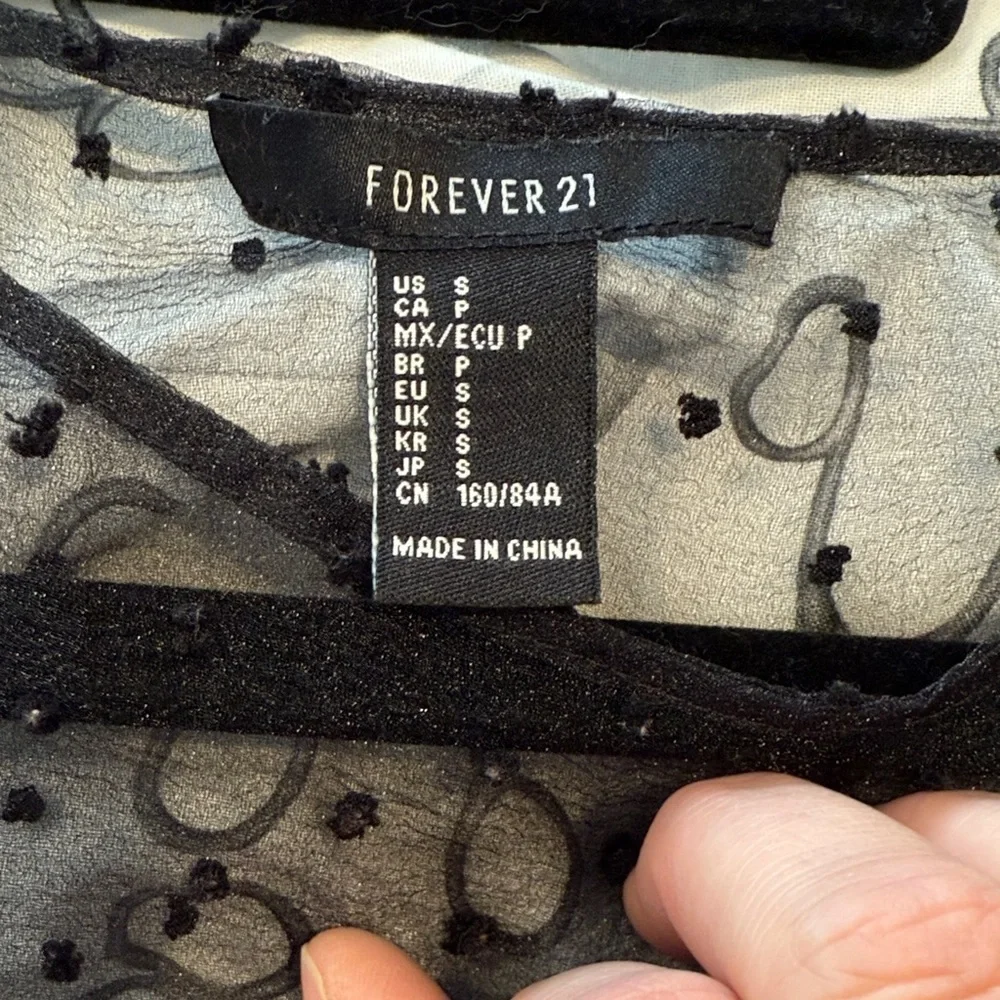 FOREVER 21
US S
CA P
MX/ECU P
BR P
EU S
UK S
KR S
JP S
CN 160/84A
MADE IN CHINA